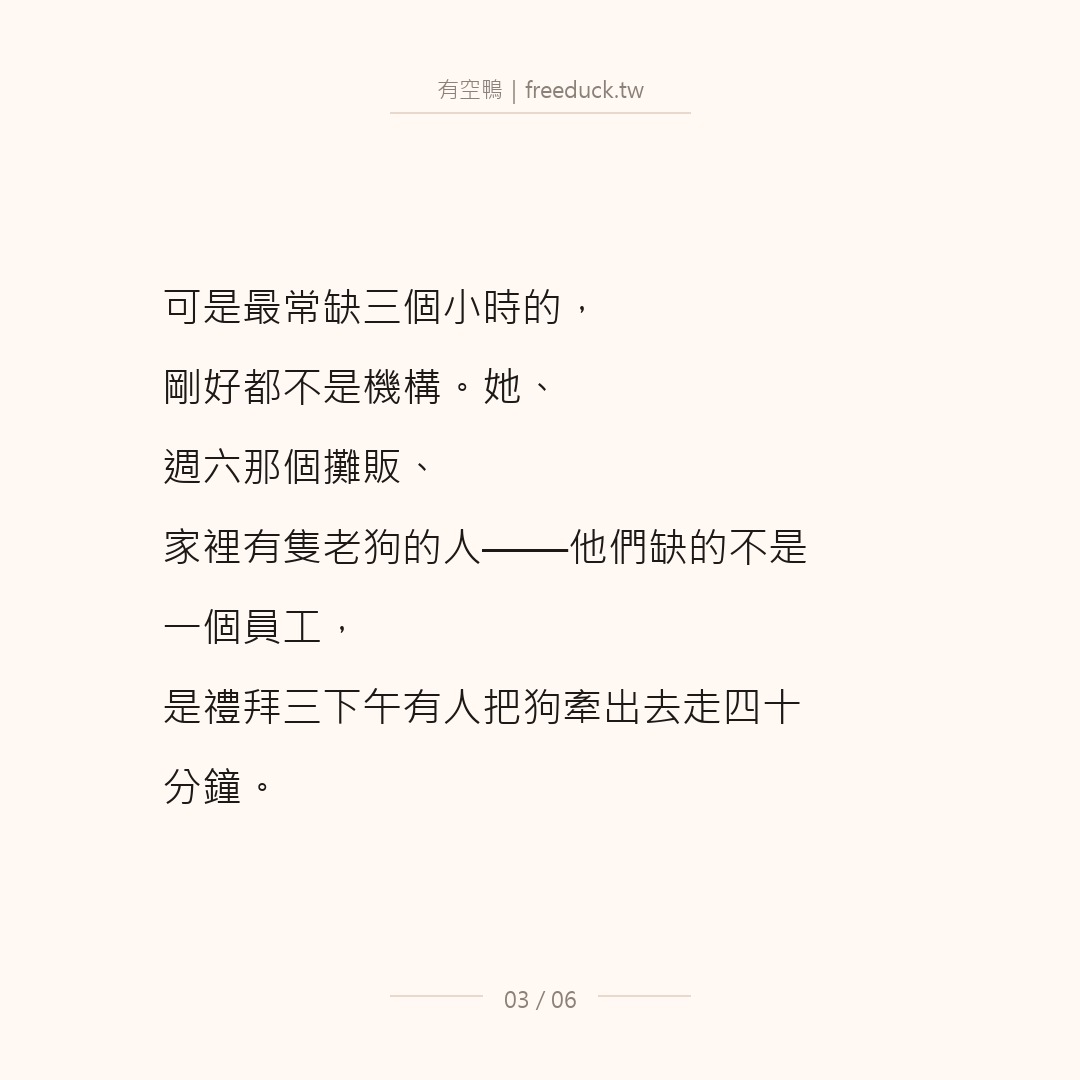 有空鴨｜freeduck.tw
可是最常缺三個小時的，
剛好都不是機構。她、
週六那個攤販、
家裡有隻老狗的人——他們缺的不是
一個員工，
是禮拜三下午有人把狗牽出去走四十
分鐘。
03 / 06